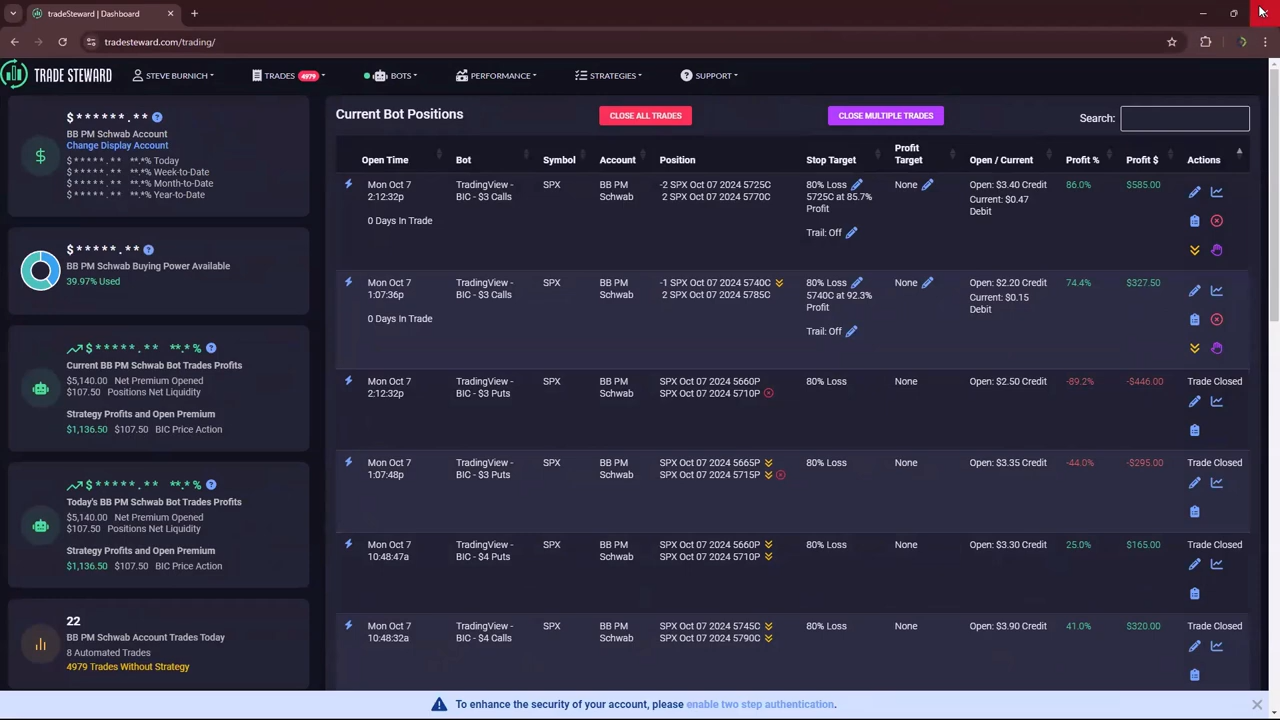 tradeSteward | Dashboard
tradesteward.com/trading/
TRADE STEWARD
STEVE BURNICH
TRADES 4979
BOTS
PERFORMANCE
STRATEGIES
SUPPORT
$******.**
BB PM Schwab Account
Change Display Account
$*****.** **.*% Today
$*****.** **.*% Week-to-Date
$*****.** **.*% Month-to-Date
$*****.** **.*% Year-to-Date
$*****.**
BB PM Schwab Buying Power Available
39.97% Used
$*****.** **.*%
Current BB PM Schwab Bot Trades Profits
$5,140.00 Net Premium Opened
$107.50 Positions Net Liquidity
Strategy Profits and Open Premium
$1,136.50 $107.50 BIC Price Action
$*****.** **.*%
Today's BB PM Schwab Bot Trades Profits
$5,140.00 Net Premium Opened
$107.50 Positions Net Liquidity
Strategy Profits and Open Premium
$1,136.50 $107.50 BIC Price Action
22
BB PM Schwab Account Trades Today
8 Automated Trades
4979 Trades Without Strategy
Current Bot Positions
CLOSE ALL TRADES
CLOSE MULTIPLE TRADES
Search:
Open Time Bot Symbol Account Position Stop Target Profit Target Open / Current Profit % Profit $ Actions
Mon Oct 7 TradingView - SPX BB PM -2 SPX Oct 07 2024 5725C 80% Loss None Open: $3.40 Credit 86.0% $585.00
2:12:32p BIC - $3 Calls Schwab 2 SPX Oct 07 2024 5770C 5725C at 85.7% Current: $0.47
Profit Debit
0 Days In Trade
Trail: Off
Mon Oct 7 TradingView - SPX BB PM -1 SPX Oct 07 2024 5740C 80% Loss None Open: $2.20 Credit 74.4% $327.50
1:07:36p BIC - $3 Calls Schwab 2 SPX Oct 07 2024 5785C 5740C at 92.3% Current: $0.15
Profit Debit
0 Days In Trade
Trail: Off
Mon Oct 7 TradingView - SPX BB PM SPX Oct 07 2024 5660P 80% Loss None Open: $2.50 Credit -89.2% -$446.00 Trade Closed
2:12:32p BIC - $3 Puts Schwab SPX Oct 07 2024 5710P
Mon Oct 7 TradingView - SPX BB PM SPX Oct 07 2024 5665P 80% Loss None Open: $3.35 Credit -44.0% -$295.00 Trade Closed
1:07:48p BIC - $3 Puts Schwab SPX Oct 07 2024 5715P
Mon Oct 7 TradingView - SPX BB PM SPX Oct 07 2024 5660P 80% Loss None Open: $3.30 Credit 25.0% $165.00 Trade Closed
10:48:47a BIC - $4 Puts Schwab SPX Oct 07 2024 5710P
Mon Oct 7 TradingView - SPX BB PM SPX Oct 07 2024 5745C 80% Loss None Open: $3.90 Credit 41.0% $320.00 Trade Closed
10:48:32a BIC - $4 Calls Schwab SPX Oct 07 2024 5790C
To enhance the security of your account, please enable two step authentication.